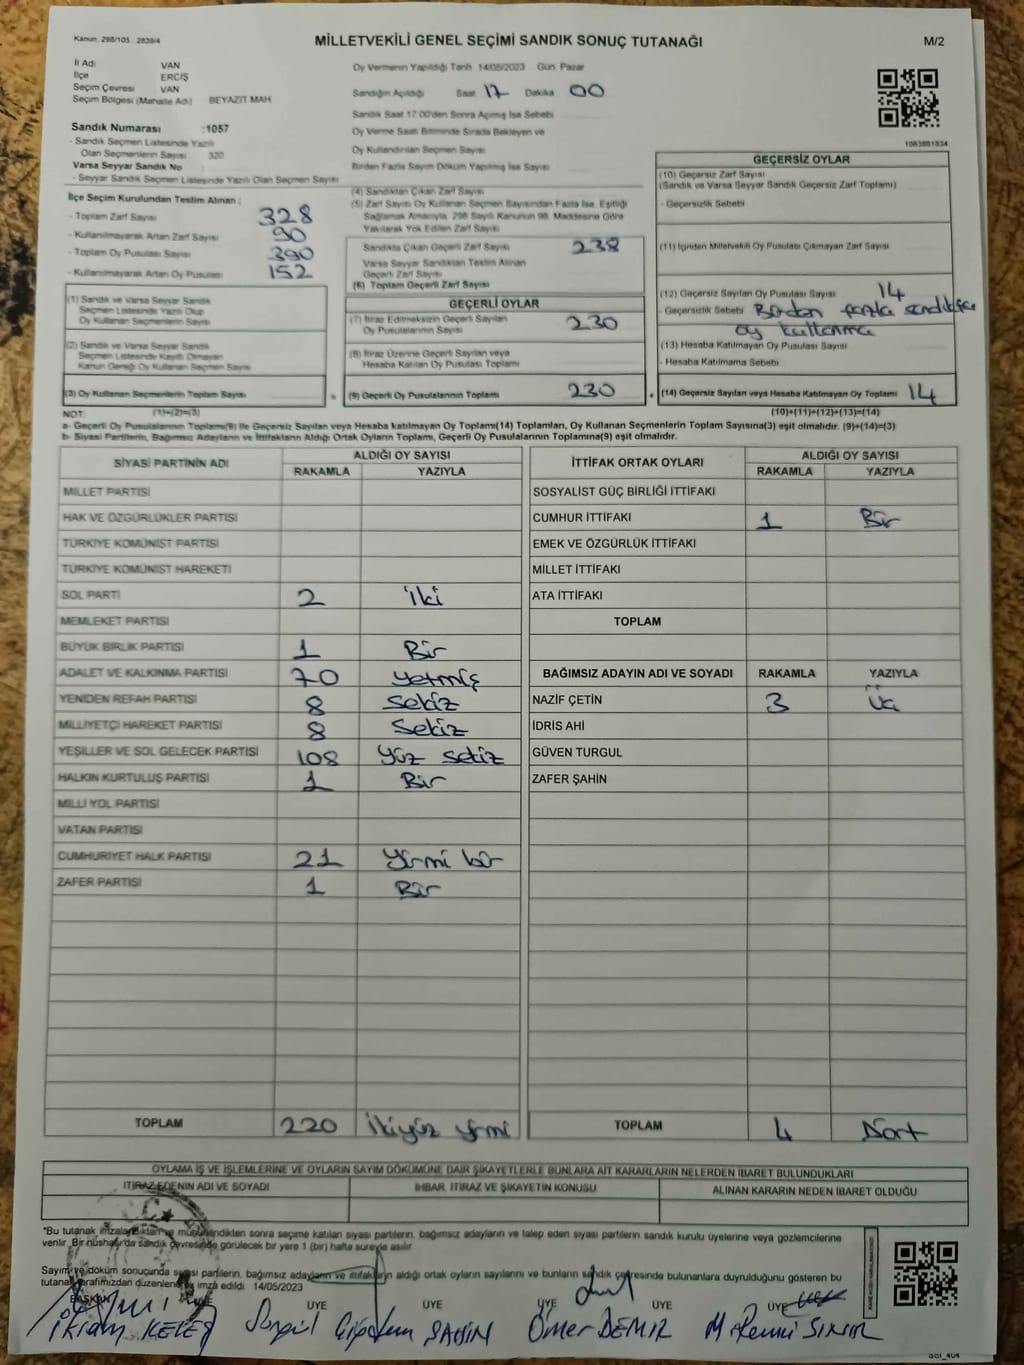 Kanun, 298/105 2839/4
MİLLETVEKİLİ GENEL SEÇİMİ SANDIK SONUÇ TUTANAĞI
M/2
İl Adı VAN
İlçe ERCİŞ
Seçim Çevresi VAN
Seçim Bölgesi (Mahalle Adı) BEYAZIT MAH
Sandık Numarası :1057
- Sandık Seçmen Listesinde Yazılı
Olan Seçmenlerin Sayısı 320
Varsa Seyyar Sandık No
- Seyyar Sandık Seçmen Listesinde Yazılı Olan Seçmen Sayısı
Oy Vermenin Yapıldığı Tarih 14/05/2023 Gün Pazar
Sandığın Açıldığı Saat 17 Dakika 00
Sandık Saat 17:00'den Sonra Açılmış İse Sebebi
Oy Verme Saati Bitiminde Sırada Bekleyen ve
Oy Kullandırılan Seçmen Sayısı
Birden Fazla Sayım Döküm Yapılmış İse Sayısı
1083881834
İlçe Seçim Kurulundan Teslim Alınan :
- Toplam Zarf Sayısı 328
- Kullanılmayarak Artan Zarf Sayısı 90
- Toplam Oy Pusulası Sayısı 390
- Kullanılmayarak Artan Oy Pusulası 152
(1) Sandık ve Varsa Seyyar Sandık
Seçmen Listesinde Yazılı Olup
Oy Kullanan Seçmenlerin Sayısı
(2) Sandık ve Varsa Seyyar Sandık
Seçmen Listesinde Kayıtlı Olmayan
Kanun Gereği Oy Kullanan Seçmen Sayısı
(3) Oy Kullanan Seçmenlerin Toplam Sayısı
(4) Sandıktan Çıkan Zarf Sayısı
(5) Zarf Sayısı Oy Kullanan Seçmen Sayısından Fazla İse, Eşitliği
Sağlamak Amacıyla, 298 Sayılı Kanunun 98. Maddesine Göre
Yakılarak Yok Edilen Zarf Sayısı
Sandıkta Çıkan Geçerli Zarf Sayısı 238
Varsa Seyyar Sandıktan Teslim Alınan
Geçerli Zarf Sayısı
(6) Toplam Geçerli Zarf Sayısı
GEÇERLİ OYLAR
(7) İtiraz Edilmeksizin Geçerli Sayılan
Oy Pusulalarının Sayısı 230
(8) İtiraz Üzerine Geçerli Sayılan veya
Hesaba Katılan Oy Pusulası Toplamı
(9) Geçerli Oy Pusulalarının Toplamı 230
GEÇERSİZ OYLAR
(10) Geçersiz Zarf Sayısı
(Sandık ve Varsa Seyyar Sandık Geçersiz Zarf Toplamı)
- Geçersizlik Sebebi
(11) İçinden Milletvekili Oy Pusulası Çıkmayan Zarf Sayısı
(12) Geçersiz Sayılan Oy Pusulası Sayısı 14
- Geçersizlik Sebebi Birden fazla sandıkça
oy kullanma
(13) Hesaba Katılmayan Oy Pusulası Sayısı
- Hesaba Katılmama Sebebi
(14) Geçersiz Sayılan veya Hesaba Katılmayan Oy Toplamı 14
NOT: (1)+(2)=(3) (10)+(11)+(12)+(13)=(14)
a- Geçerli Oy Pusulalarının Toplamı(9) ile Geçersiz Sayılan veya Hesaba katılmayan Oy Toplamı(14) Toplamları, Oy Kullanan Seçmenlerin Toplam Sayısına(3) eşit olmalıdır. (9)+(14)=(3)
b- Siyasi Partilerin, Bağımsız Adayların ve İttifakların Aldığı Ortak Oyların Toplamı, Geçerli Oy Pusulalarının Toplamına(9) eşit olmalıdır.
SİYASİ PARTİNİN ADI ALDIĞI OY SAYISI
RAKAMLA YAZIYLA
MİLLET PARTİSİ
HAK VE ÖZGÜRLÜKLER PARTİSİ
TÜRKİYE KOMÜNİST PARTİSİ
TÜRKİYE KOMÜNİST HAREKETİ
SOL PARTİ 2 iki
MEMLEKET PARTİSİ
BÜYÜK BİRLİK PARTİSİ 1 Bir
ADALET VE KALKINMA PARTİSİ 70 yetmiş
YENİDEN REFAH PARTİSİ 8 Sekiz
MİLLİYETÇİ HAREKET PARTİSİ 8 Sekiz
YEŞİLLER VE SOL GELECEK PARTİSİ 108 Yüz sekiz
HALKIN KURTULUŞ PARTİSİ 1 Bir
MİLLİ YOL PARTİSİ
VATAN PARTİSİ
CUMHURİYET HALK PARTİSİ 21 Yirmi bir
ZAFER PARTİSİ 1 Bir
TOPLAM 220 İkiyüz yirmi
İTTİFAK ORTAK OYLARI ALDIĞI OY SAYISI
RAKAMLA YAZIYLA
SOSYALİST GÜÇ BİRLİĞİ İTTİFAKI
CUMHUR İTTİFAKI 1 Bir
EMEK VE ÖZGÜRLÜK İTTİFAKI
MİLLET İTTİFAKI
ATA İTTİFAKI
TOPLAM
BAĞIMSIZ ADAYIN ADI VE SOYADI RAKAMLA YAZIYLA
NAZİF ÇETİN 3 Üç
İDRİS AHİ
GÜVEN TURGUL
ZAFER ŞAHİN
TOPLAM 4 Dört
OYLAMA İŞ VE İŞLEMLERİNE VE OYLARIN SAYIM DÖKÜMÜNE DAİR ŞİKAYETLERLE BUNLARA AİT KARARLARIN NELERDEN İBARET BULUNDUKLARI
İTİRAZ EDENİN ADI VE SOYADI İHBAR, İTİRAZ VE ŞİKAYETİN KONUSU ALINAN KARARIN NEDEN İBARET OLDUĞU
*Bu tutanak imzalandıktan ve mühürlendikten sonra seçime katılan siyasi partilerin, bağımsız adayların ve talep eden siyasi partilerin sandık kurulu üyelerine veya gözlemcilerine
verilir. Bir nüshası da sandık çevresinde görülecek bir yere 1 (bir) hafta süreyle asılır.
Sayım ve döküm sonucunda siyasi partilerin, bağımsız adayların ve ittifakların aldığı ortak oyların sayılarını ve bunların sandık çevresinde bulunanlara duyrulduğunu gösteren bu
tutanak tarafımızdan düzenlenerek imza edildi. 14/05/2023
BAŞKAN ÜYE ÜYE ÜYE ÜYE ÜYE
İkram KELEŞ Songül Çiğdem ŞAHİN Ömer DEMİR